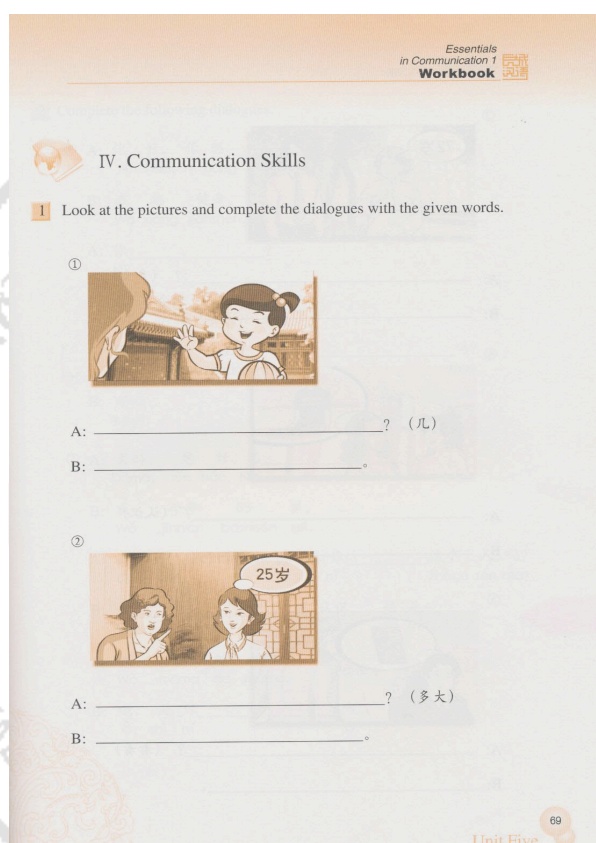 Essentials
in Communication 1
Workbook
Ⅳ. Communication Skills
1 Look at the pictures and complete the dialogues with the given words.
①
A: ? (几)
B: 。
②
25岁
A: ? (多大)
B: 。
69
Unit Five